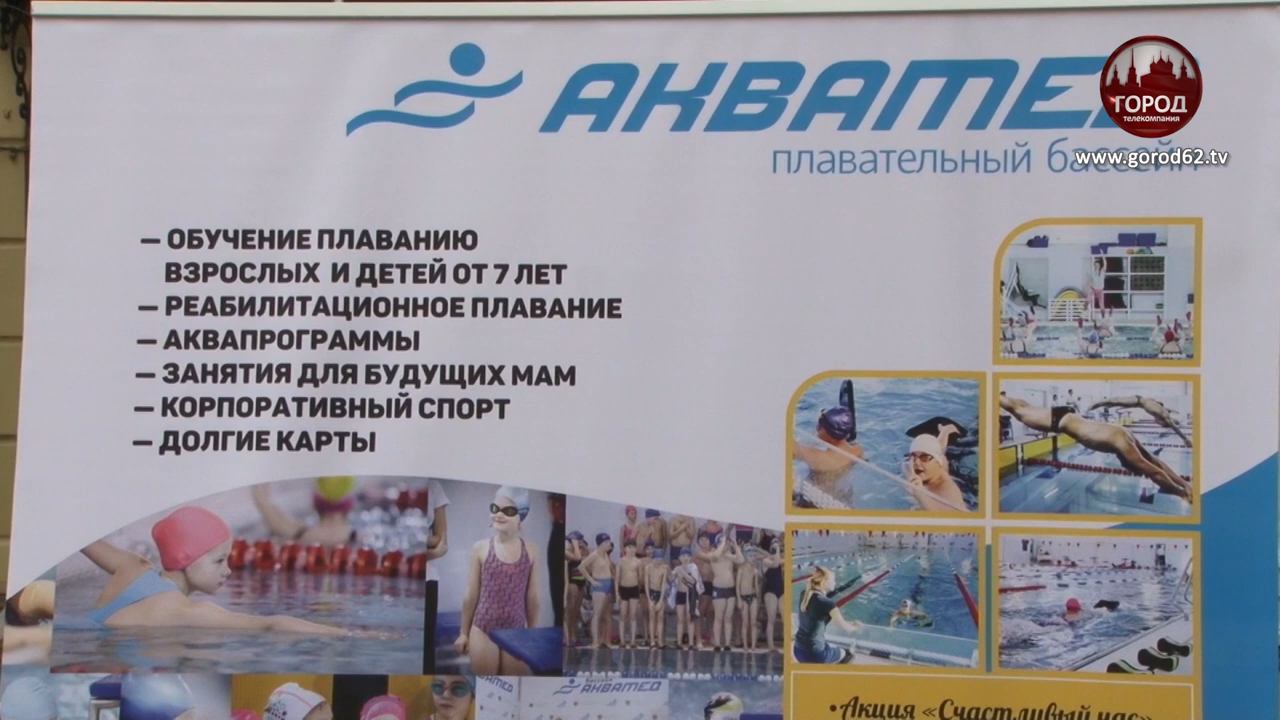 АКВАМЕД
плавательный бассейн
ГОРОД
телекомпания
www.gorod62.tv
– ОБУЧЕНИЕ ПЛАВАНИЮ
ВЗРОСЛЫХ И ДЕТЕЙ ОТ 7 ЛЕТ
– РЕАБИЛИТАЦИОННОЕ ПЛАВАНИЕ
– АКВАПРОГРАММЫ
– ЗАНЯТИЯ ДЛЯ БУДУЩИХ МАМ
– КОРПОРАТИВНЫЙ СПОРТ
– ДОЛГИЕ КАРТЫ
АКВАМЕД
•Акция «Счастливый час»